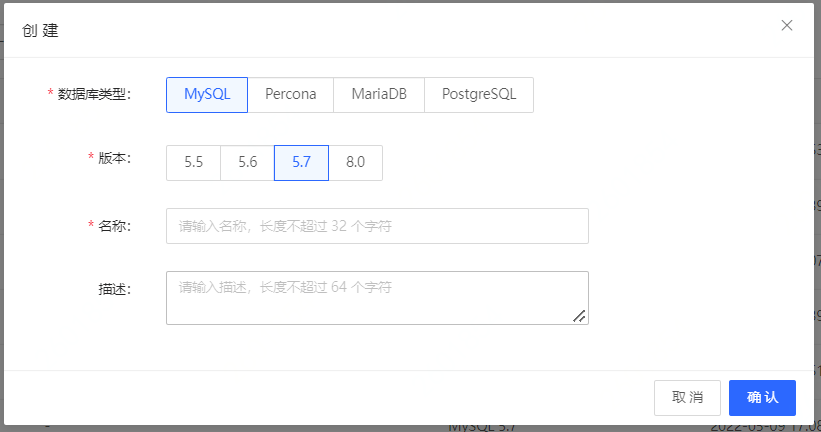 创 建
* 数据库类型: MySQL Percona MariaDB PostgreSQL
* 版本: 5.5 5.6 5.7 8.0
* 名称: 请输入名称，长度不超过 32 个字符
描述: 请输入描述，长度不超过 64 个字符
取 消 确 认
MySQL 5.7